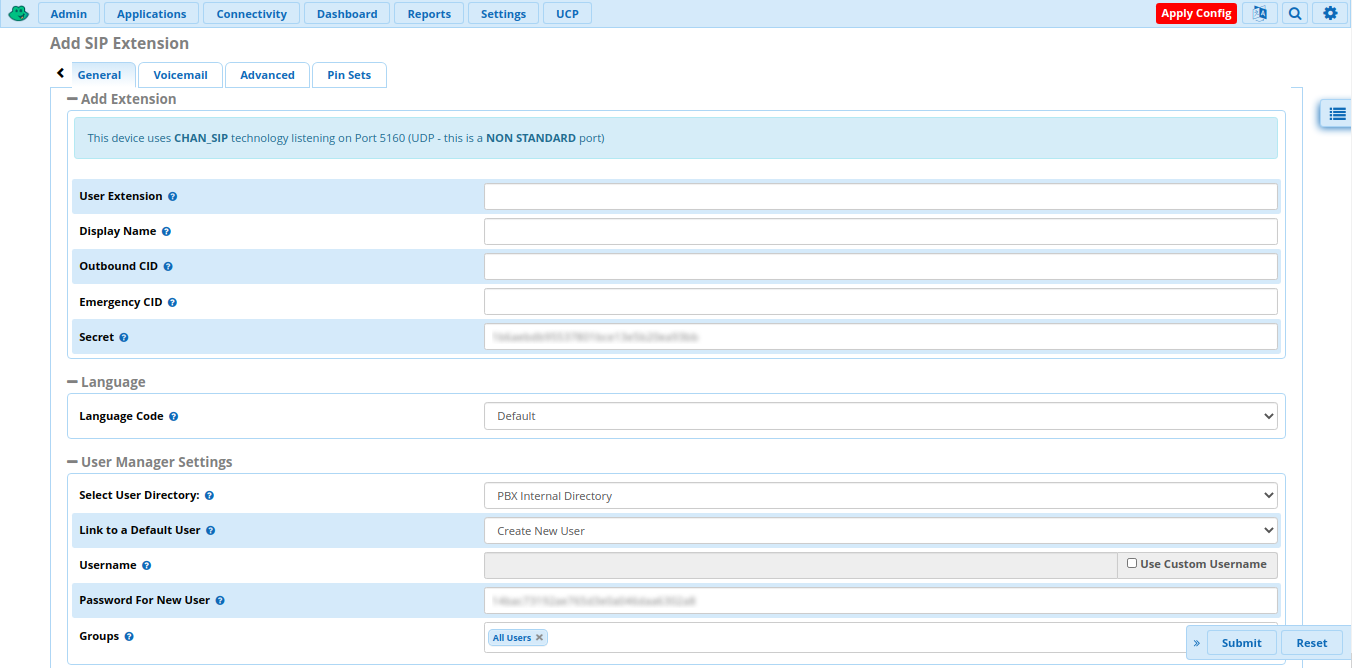 Admin Applications Connectivity Dashboard Reports Settings UCP Apply Config
Add SIP Extension
General Voicemail Advanced Pin Sets
Add Extension
This device uses CHAN_SIP technology listening on Port 5160 (UDP - this is a NON STANDARD port)
User Extension
Display Name
Outbound CID
Emergency CID
Secret
Language
Language Code Default
User Manager Settings
Select User Directory: PBX Internal Directory
Link to a Default User Create New User
Username Use Custom Username
Password For New User
Groups All Users
» Submit Reset